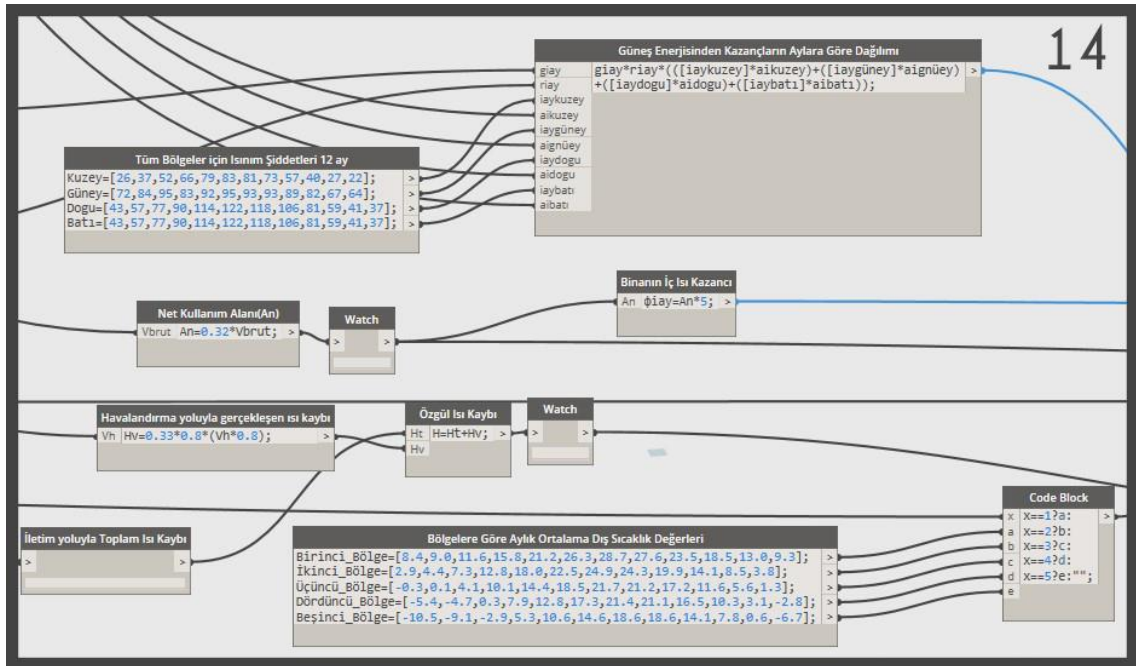 14
Güneş Enerjisinden Kazançların Aylara Göre Dağılımı
giay
riay
iaykuzey
aikuzey
iaygüney
aignüey
iaydogu
aidogu
iaybatı
aibatı
giay*riay*(([iaykuzey]*aikuzey)+([iaygüney]*aignüey)
+([iaydogu]*aidogu)+([iaybatı]*aibatı)); >
Tüm Bölgeler için Isınım Şiddetleri 12 ay
Kuzey=[26,37,52,66,79,83,81,73,57,40,27,22]; >
Güney=[72,84,95,83,92,95,93,93,89,82,67,64]; >
Dogu=[43,57,77,90,114,122,118,106,81,59,41,37]; >
Batı=[43,57,77,90,114,122,118,106,81,59,41,37]; >
Binanın İç Isı Kazancı
An ϕiay=An*5; >
Net Kullanım Alanı(An)
Vbrut An=0.32*Vbrut; >
Watch
> >
Havalandırma yoluyla gerçekleşen ısı kaybı
Vh Hv=0.33*0.8*(Vh*0.8); >
Özgül Isı Kaybı
Ht H=Ht+Hv; >
Hv
Watch
> >
İletim yoluyla Toplam Isı Kaybı
> >
Bölgelere Göre Aylık Ortalama Dış Sıcaklık Değerleri
Birinci_Bölge=[8.4,9.0,11.6,15.8,21.2,26.3,28.7,27.6,23.5,18.5,13.0,9.3]; >
İkinci_Bölge=[2.9,4.4,7.3,12.8,18.0,22.5,24.9,24.3,19.9,14.1,8.5,3.8]; >
Üçüncü_Bölge=[-0.3,0.1,4.1,10.1,14.4,18.5,21.7,21.2,17.2,11.6,5.6,1.3]; >
Dördüncü_Bölge=[-5.4,-4.7,0.3,7.9,12.8,17.3,21.4,21.1,16.5,10.3,3.1,-2.8]; >
Beşinci_Bölge=[-10.5,-9.1,-2.9,5.3,10.6,14.6,18.6,18.6,14.1,7.8,0.6,-6.7]; >
Code Block
x x==1?a: >
a x==2?b:
b x==3?c:
c x==4?d:
d x==5?e:"";
e